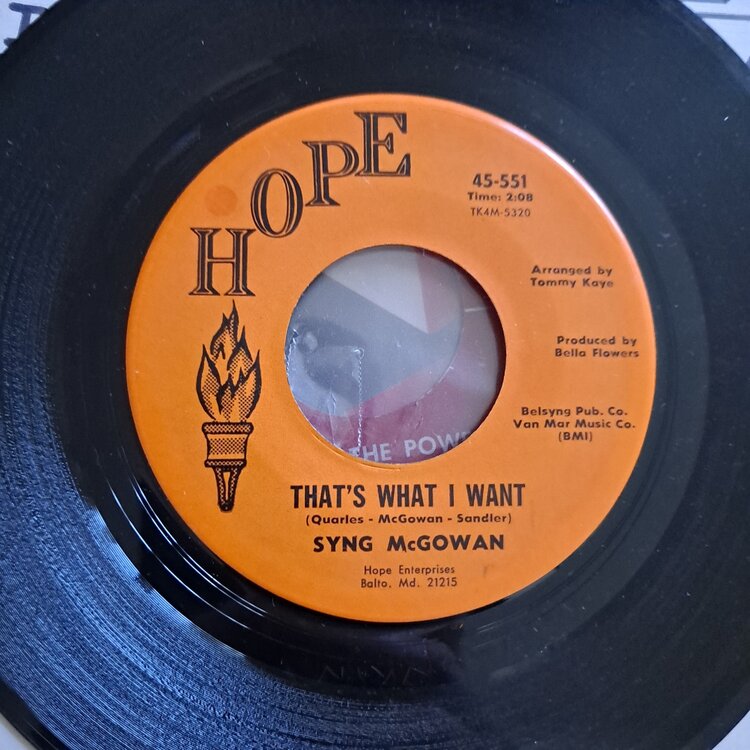 HOPE
45-551
Time: 2:08
TK4M-5320
Arranged by
Tommy Kaye
Produced by
Bella Flowers
Belsyng Pub. Co.
Van Mar Music Co.
(BMI)
THE POW
THAT'S WHAT I WANT
(Quarles - McGowan - Sandler)
SYNG McGOWAN
Hope Enterprises
Balto. Md. 21215